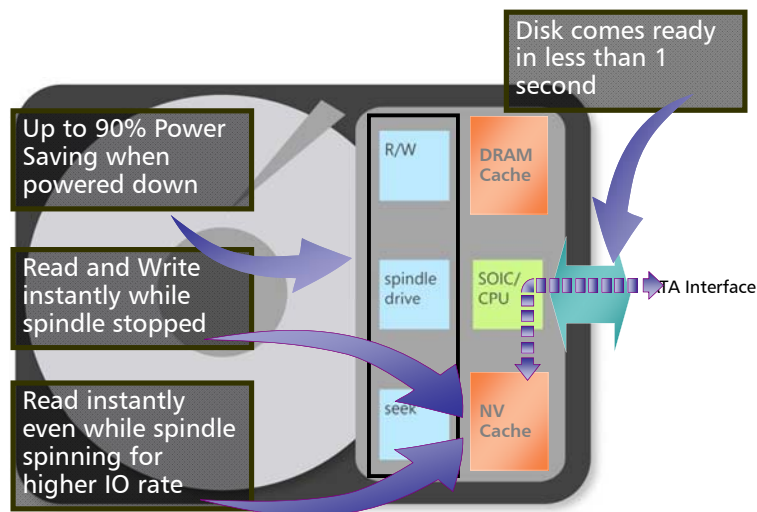 Disk comes ready
in less than 1
second
Up to 90% Power
Saving when
powered down
R/W
DRAM
Cache
Read and Write
instantly while
spindle stopped
spindle
drive
SOIC/
CPU
TA Interface
Read instantly
even while spindle
spinning for
higher IO rate
seek
NV
Cache